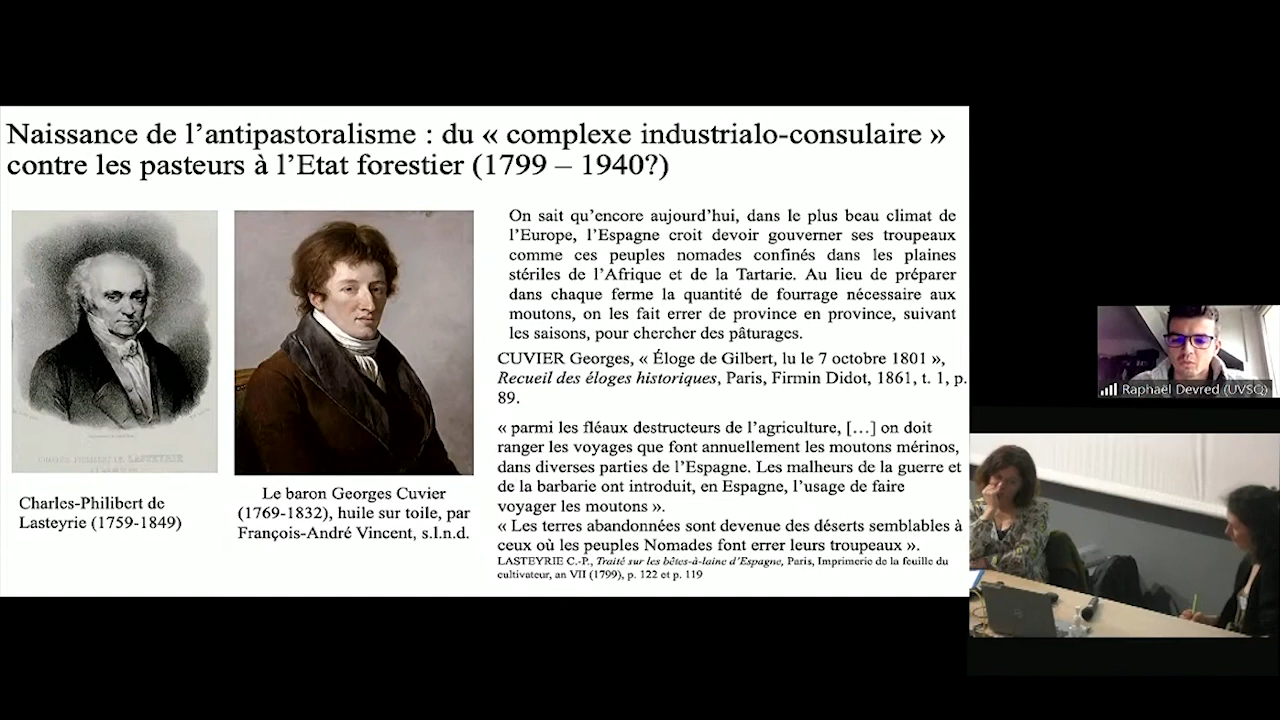 Naissance de l'antipastoralisme : du « complexe industrialo-consulaire »
contre les pasteurs à l'Etat forestier (1799 – 1940?)
CHARLES PHILIBERT DE LASTEYRIE
Charles-Philibert de
Lasteyrie (1759-1849)
Le baron Georges Cuvier
(1769-1832), huile sur toile, par
François-André Vincent, s.l.n.d.
On sait qu'encore aujourd'hui, dans le plus beau climat de
l'Europe, l'Espagne croit devoir gouverner ses troupeaux
comme ces peuples nomades confinés dans les plaines
stériles de l'Afrique et de la Tartarie. Au lieu de préparer
dans chaque ferme la quantité de fourrage nécessaire aux
moutons, on les fait errer de province en province, suivant
les saisons, pour chercher des pâturages.
CUVIER Georges, « Éloge de Gilbert, lu le 7 octobre 1801 »,
Recueil des éloges historiques, Paris, Firmin Didot, 1861, t. 1, p.
89.
« parmi les fléaux destructeurs de l'agriculture, […] on doit
ranger les voyages que font annuellement les moutons mérinos,
dans diverses parties de l'Espagne. Les malheurs de la guerre et
de la barbarie ont introduit, en Espagne, l'usage de faire
voyager les moutons ».
« Les terres abandonnées sont devenue des déserts semblables à
ceux où les peuples Nomades font errer leurs troupeaux ».
LASTEYRIE C.-P., Traité sur les bêtes-à-laine d'Espagne, Paris, Imprimerie de la feuille du
cultivateur, an VII (1799), p. 122 et p. 119
Raphaël Devred (UVSQ)